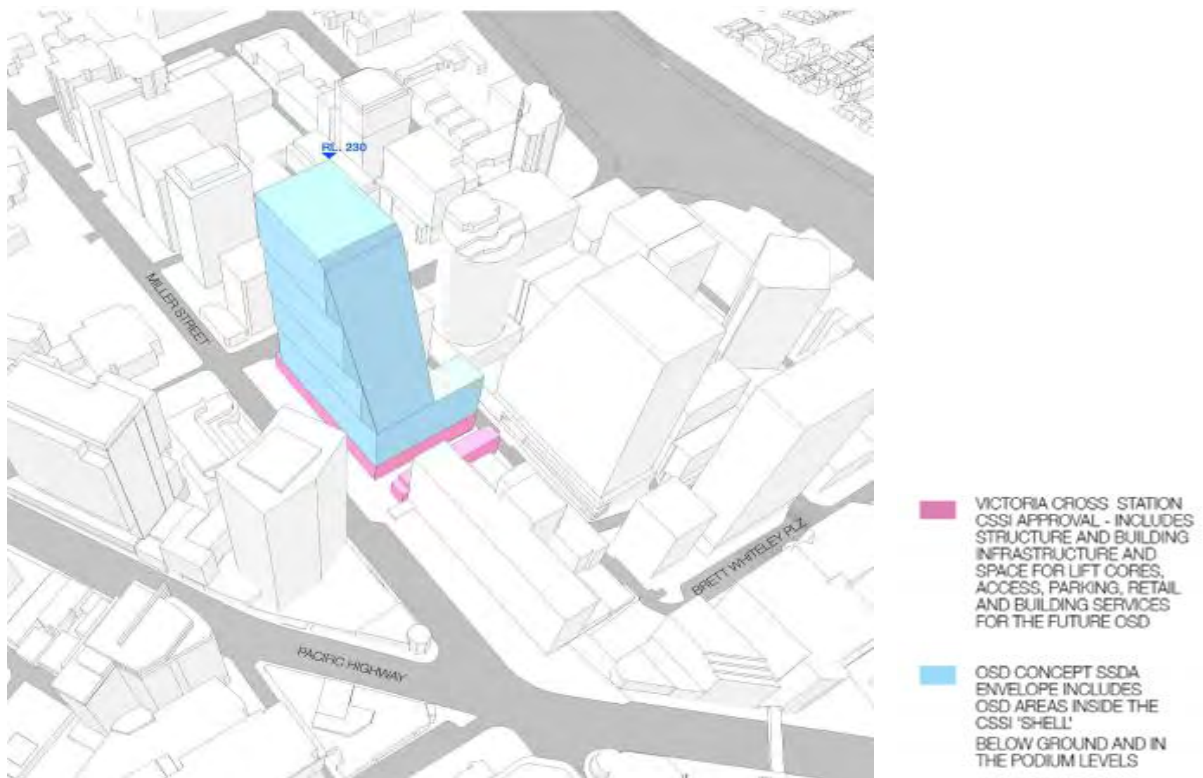 RL. 230
MILLER STREET
BRETT WHITELEY PLZ
PACIFIC HIGHWAY
VICTORIA CROSS STATION
CSSI APPROVAL - INCLUDES
STRUCTURE AND BUILDING
INFRASTRUCTURE AND
SPACE FOR LIFT CORES,
ACCESS, PARKING, RETAIL
AND BUILDING SERVICES
FOR THE FUTURE OSD
OSD CONCEPT SSDA
ENVELOPE INCLUDES
OSD AREAS INSIDE THE
CSSI 'SHELL'
BELOW GROUND AND IN
THE PODIUM LEVELS